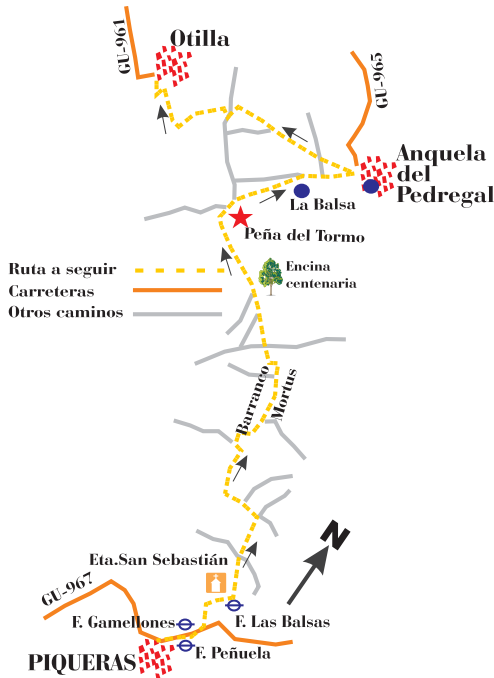 Otilla
GU-961
GU-965
Anquela
del
Pedregal
La Balsa
Peña del Tormo
Ruta a seguir
Carreteras
Otros caminos
Encina
centenaria
Barranco
Mortus
N
Eta.San Sebastián
GU-967
F. Gamellones
F. Las Balsas
F. Peñuela
PIQUERAS